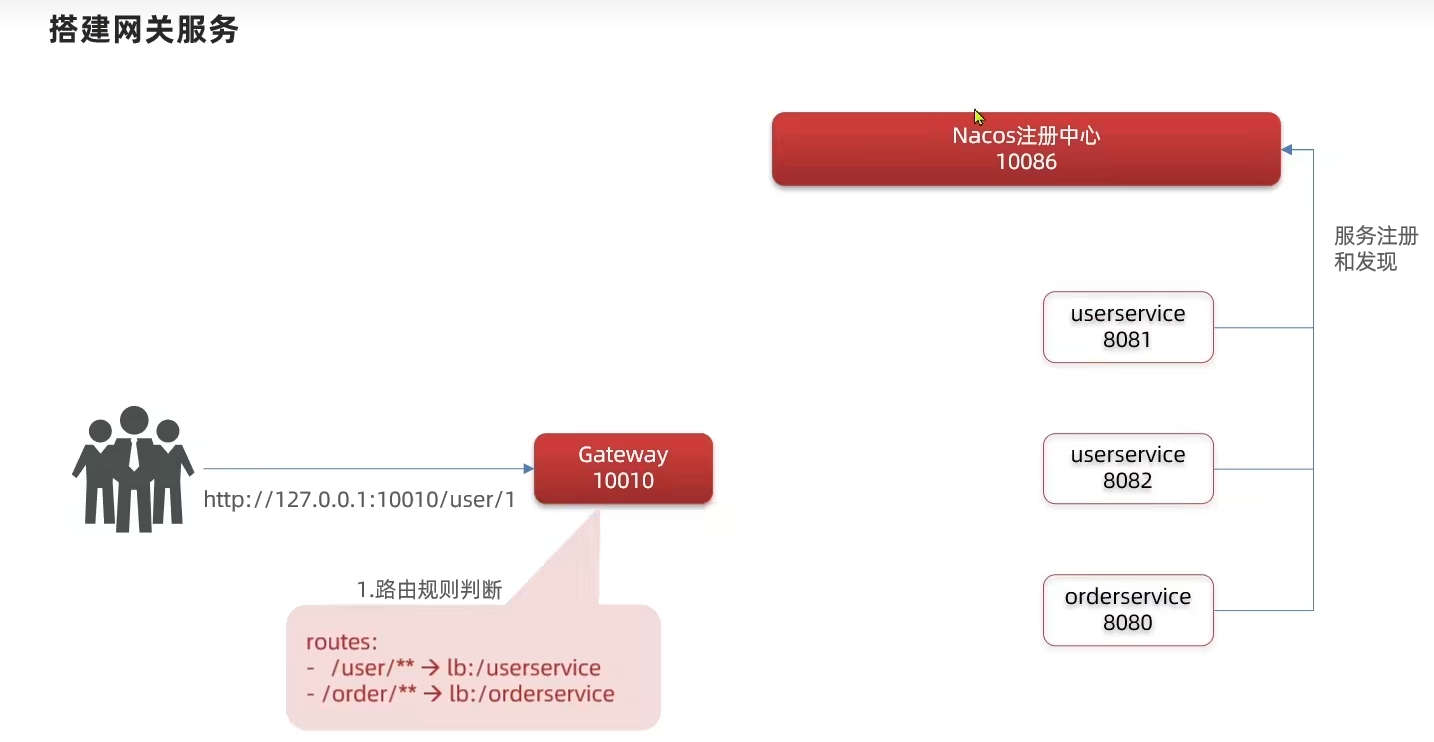 搭建网关服务
Nacos注册中心
10086
服务注册
和发现
userservice
8081
userservice
8082
orderservice
8080
Gateway
10010
http://127.0.0.1:10010/user/1
1.路由规则判断
routes:
- /user/** → lb:/userservice
- /order/** → lb:/orderservice